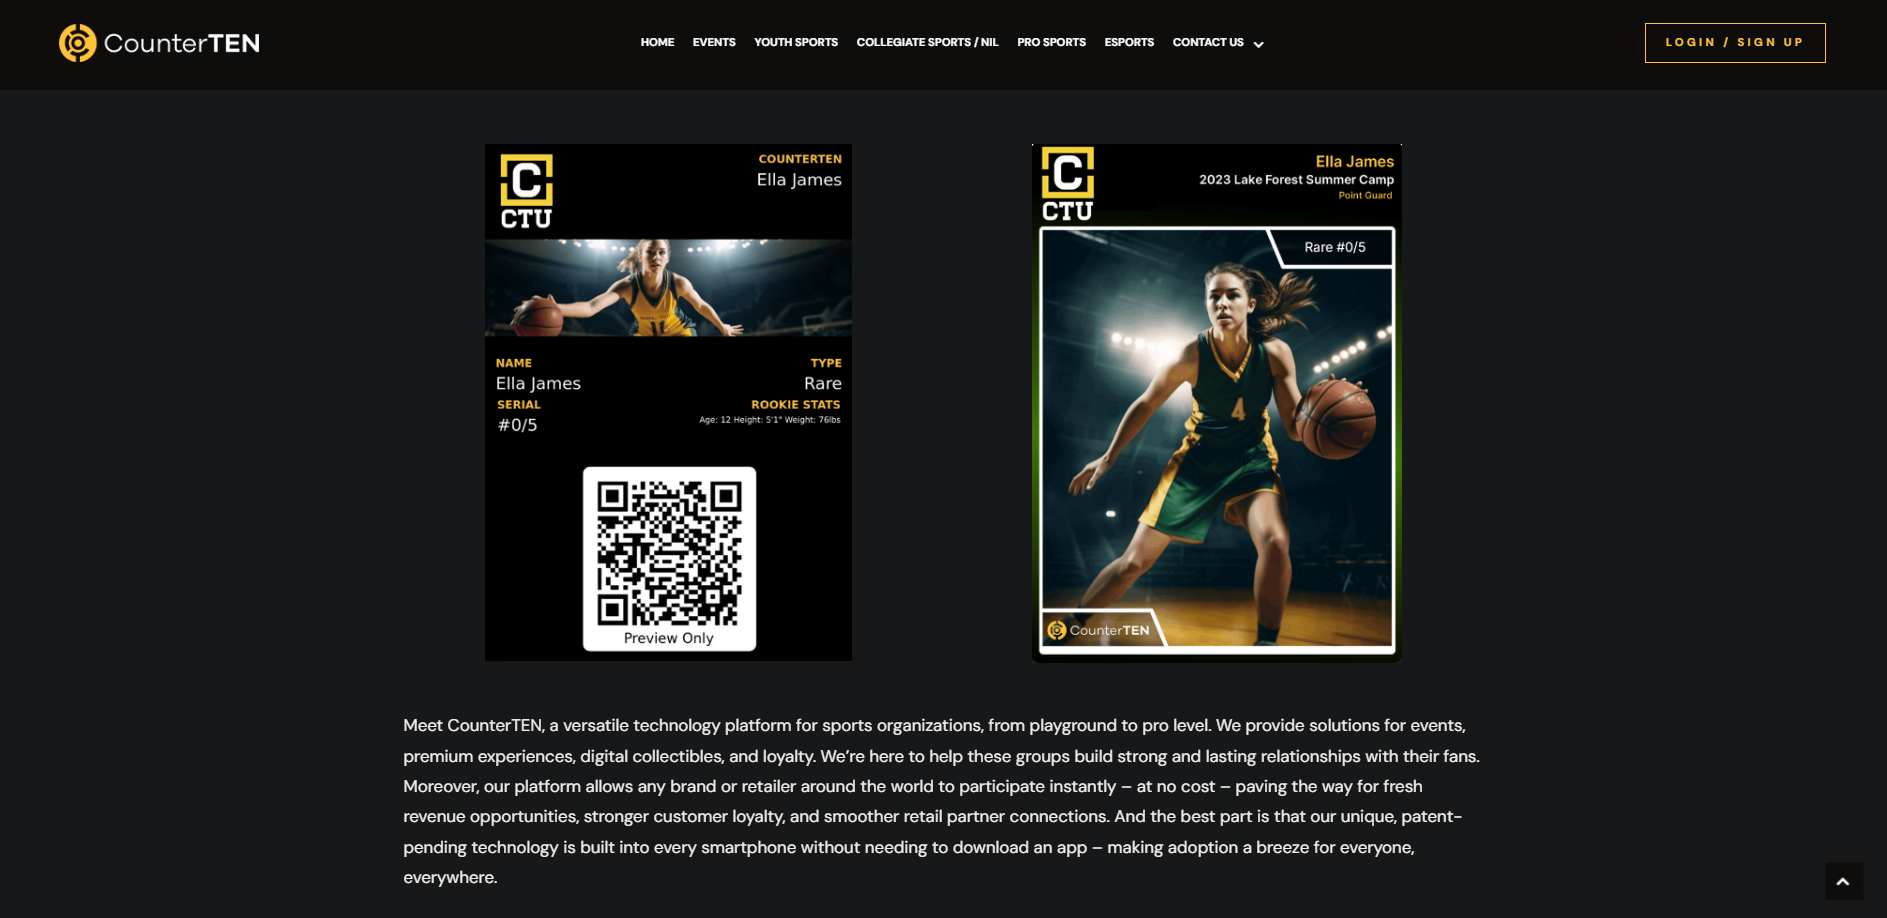 CounterTEN
HOME EVENTS YOUTH SPORTS COLLEGIATE SPORTS / NIL PRO SPORTS ESPORTS CONTACT US
LOGIN / SIGN UP
C
CTU
COUNTERTEN
Ella James
NAME
Ella James
TYPE
Rare
SERIAL
#0/5
ROOKIE STATS
Age: 12 Height: 5'1" Weight: 76lbs
Preview Only
C
CTU
Ella James
2023 Lake Forest Summer Camp
Point Guard
Rare #0/5
4
CounterTEN
Meet CounterTEN, a versatile technology platform for sports organizations, from playground to pro level. We provide solutions for events,
premium experiences, digital collectibles, and loyalty. We’re here to help these groups build strong and lasting relationships with their fans.
Moreover, our platform allows any brand or retailer around the world to participate instantly – at no cost – paving the way for fresh
revenue opportunities, stronger customer loyalty, and smoother retail partner connections. And the best part is that our unique, patent-
pending technology is built into every smartphone without needing to download an app – making adoption a breeze for everyone,
everywhere.